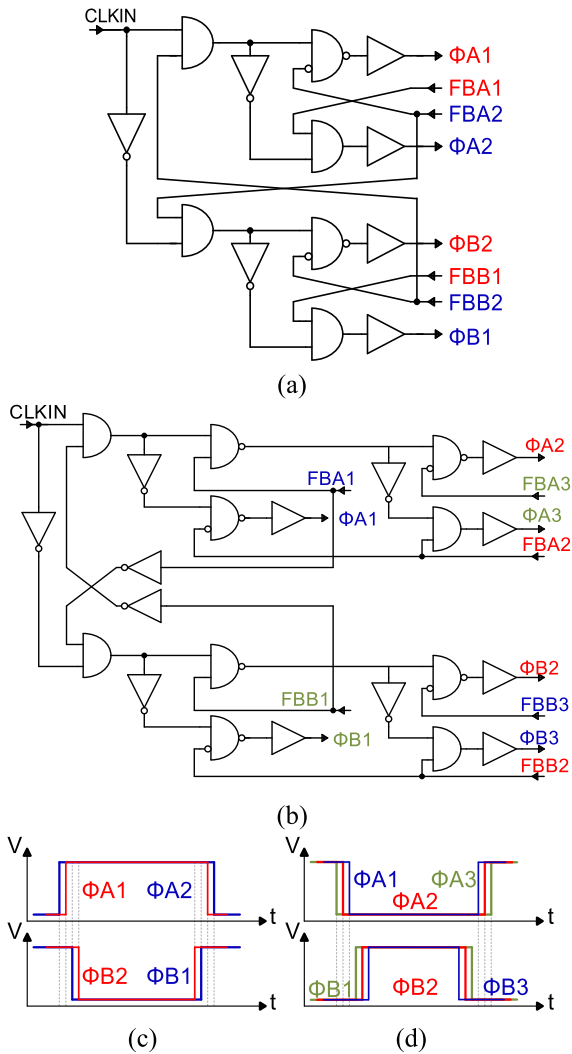 CLKIN
ΦA1
FBA1
FBA2
ΦA2
ΦB2
FBB1
FBB2
ΦB1
(a)
CLKIN
ΦA2
FBA1
FBA3
ΦA1
ΦA3
FBA2
ΦB2
FBB1
FBB3
ΦB1
ΦB3
FBB2
(b)
V
ΦA1 ΦA2
t
V
ΦB2 ΦB1
t
(c)
V
ΦA1 ΦA3
ΦA2
t
V
ΦB1 ΦB2 ΦB3
t
(d)